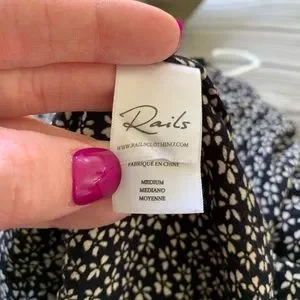 Rails
WWW.RAILSCLOTHING.COM
FABRIQUÉ EN CHINE
MEDIUM
MEDIANO
MOYENNE